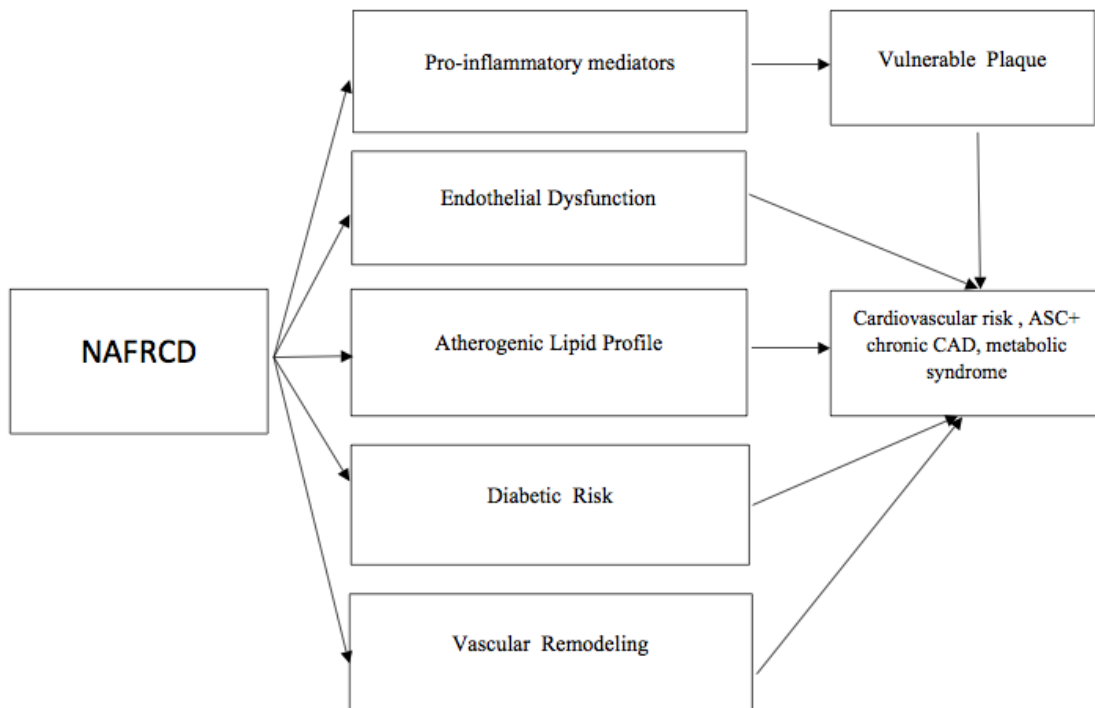 Pro-inflammatory mediators
Vulnerable Plaque
Endothelial Dysfunction
NAFRCD
Atherogenic Lipid Profile
Cardiovascular risk , ASC+
chronic CAD, metabolic
syndrome
Diabetic Risk
Vascular Remodeling